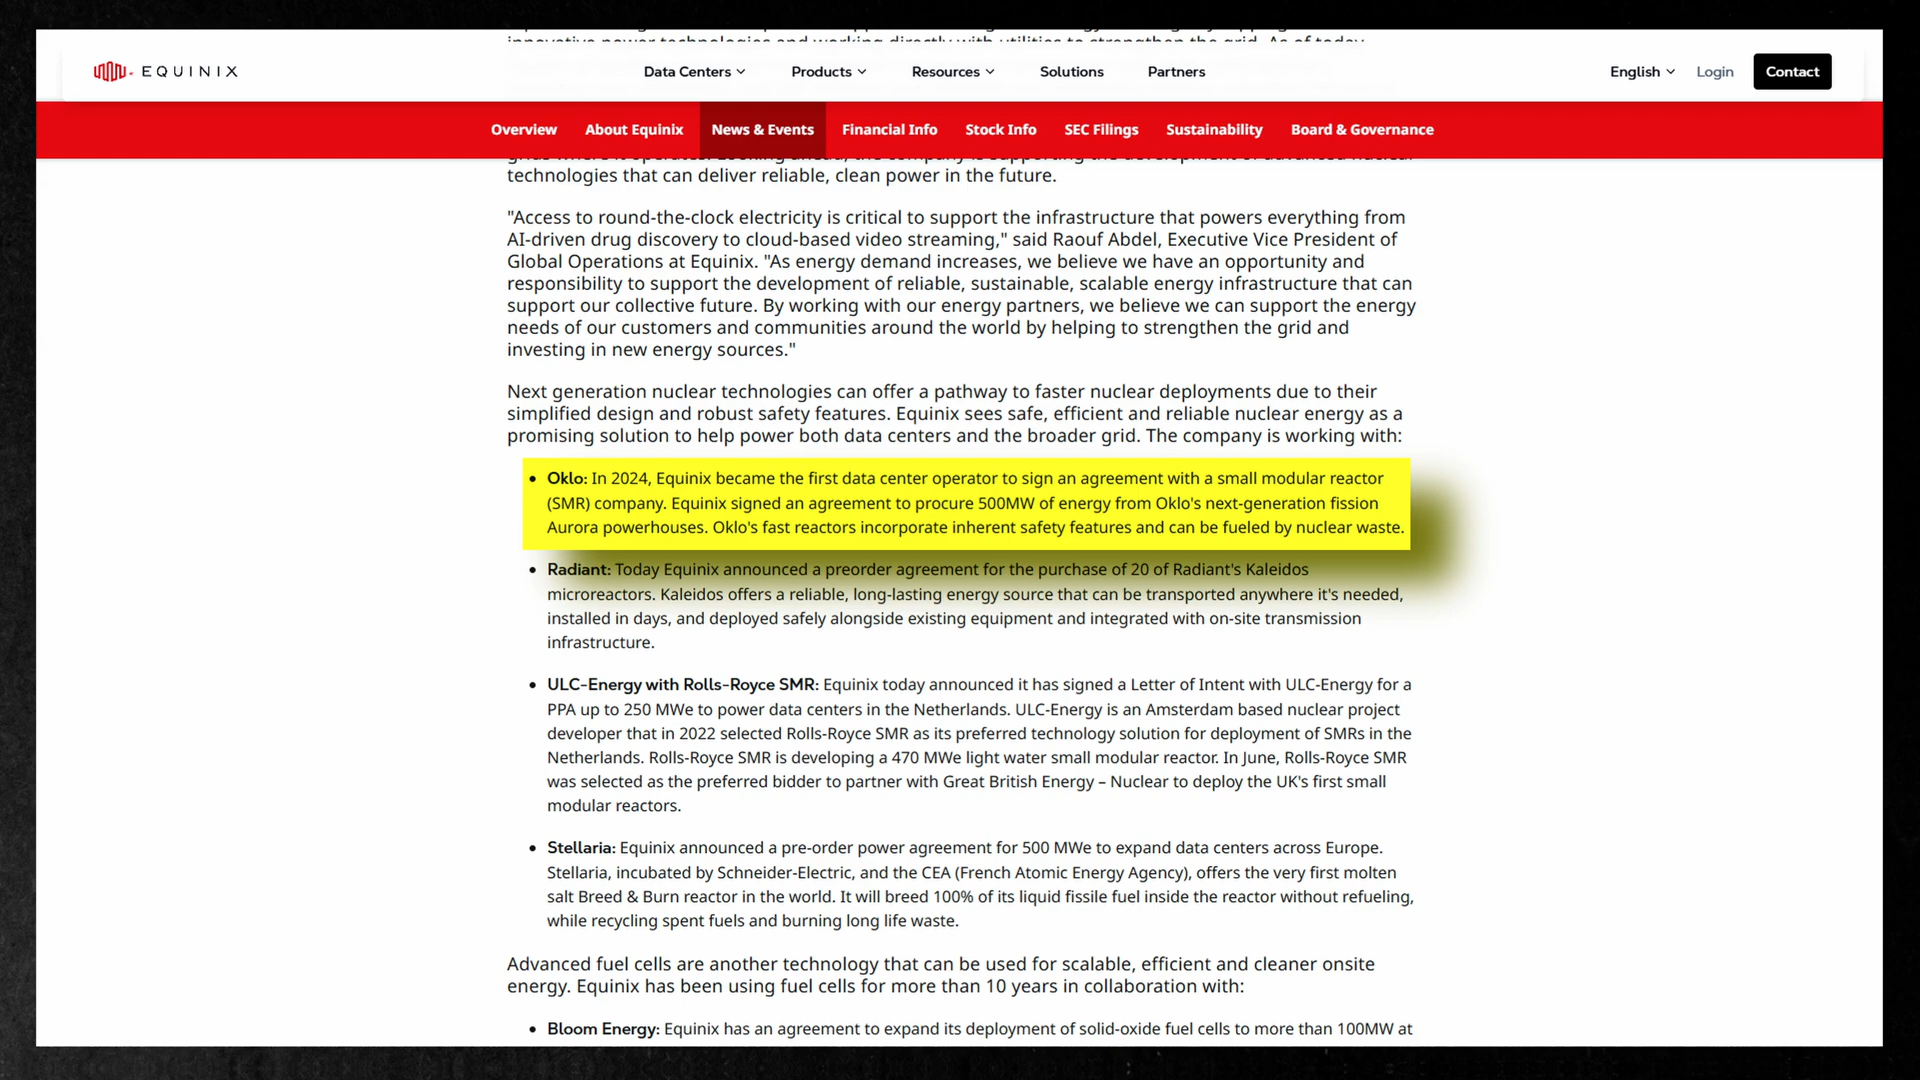 EQUINIX
Data Centers
Products
Resources
Solutions
Partners
English
Login
Contact
Overview
About Equinix
News & Events
Financial Info
Stock Info
SEC Filings
Sustainability
Board & Governance
technologies that can deliver reliable, clean power in the future.
"Access to round-the-clock electricity is critical to support the infrastructure that powers everything from
AI-driven drug discovery to cloud-based video streaming," said Raouf Abdel, Executive Vice President of
Global Operations at Equinix. "As energy demand increases, we believe we have an opportunity and
responsibility to support the development of reliable, sustainable, scalable energy infrastructure that can
support our collective future. By working with our energy partners, we believe we can support the energy
needs of our customers and communities around the world by helping to strengthen the grid and
investing in new energy sources."
Next generation nuclear technologies can offer a pathway to faster nuclear deployments due to their
simplified design and robust safety features. Equinix sees safe, efficient and reliable nuclear energy as a
promising solution to help power both data centers and the broader grid. The company is working with:
• Oklo: In 2024, Equinix became the first data center operator to sign an agreement with a small modular reactor
(SMR) company. Equinix signed an agreement to procure 500MW of energy from Oklo's next-generation fission
Aurora powerhouses. Oklo's fast reactors incorporate inherent safety features and can be fueled by nuclear waste.
• Radiant: Today Equinix announced a preorder agreement for the purchase of 20 of Radiant's Kaleidos
microreactors. Kaleidos offers a reliable, long-lasting energy source that can be transported anywhere it's needed,
installed in days, and deployed safely alongside existing equipment and integrated with on-site transmission
infrastructure.
• ULC-Energy with Rolls-Royce SMR: Equinix today announced it has signed a Letter of Intent with ULC-Energy for a
PPA up to 250 MWe to power data centers in the Netherlands. ULC-Energy is an Amsterdam based nuclear project
developer that in 2022 selected Rolls-Royce SMR as its preferred technology solution for deployment of SMRs in the
Netherlands. Rolls-Royce SMR is developing a 470 MWe light water small modular reactor. In June, Rolls-Royce SMR
was selected as the preferred bidder to partner with Great British Energy – Nuclear to deploy the UK's first small
modular reactors.
• Stellaria: Equinix announced a pre-order power agreement for 500 MWe to expand data centers across Europe.
Stellaria, incubated by Schneider-Electric, and the CEA (French Atomic Energy Agency), offers the very first molten
salt Breed & Burn reactor in the world. It will breed 100% of its liquid fissile fuel inside the reactor without refueling,
while recycling spent fuels and burning long life waste.
Advanced fuel cells are another technology that can be used for scalable, efficient and cleaner onsite
energy. Equinix has been using fuel cells for more than 10 years in collaboration with:
• Bloom Energy: Equinix has an agreement to expand its deployment of solid-oxide fuel cells to more than 100MW at